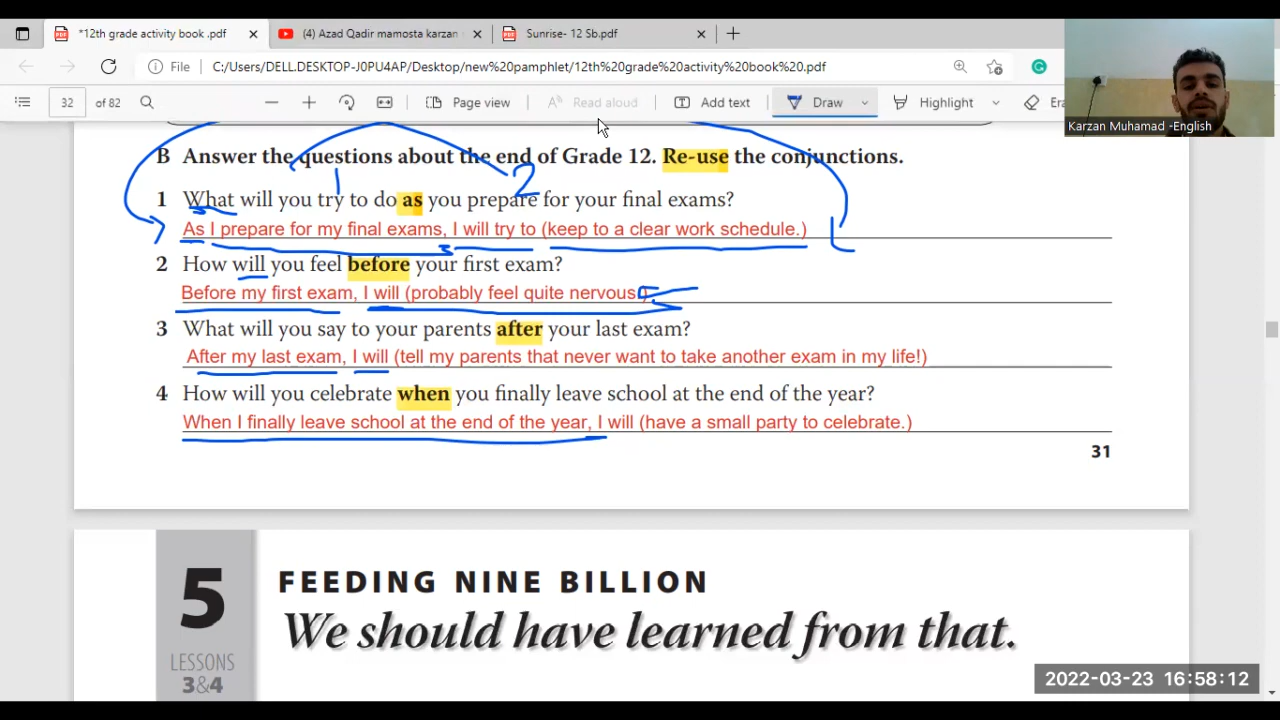 *12th grade activity book .pdf
(4) Azad Qadir mamosta karzan
Sunrise- 12 Sb.pdf
File
C:/Users/DELL.DESKTOP-J0PU4AP/Desktop/new%20pamphlet/12th%20grade%20activity%20book%20.pdf
32 of 82
Page view
Read aloud
Add text
Draw
Highlight
Era
Karzan Muhamad -English
B Answer the questions about the end of Grade 12. Re-use the conjunctions.
1 2
1 What will you try to do as you prepare for your final exams?
As I prepare for my final exams, I will try to (keep to a clear work schedule.)
2 How will you feel before your first exam?
Before my first exam, I will (probably feel quite nervous.)
3 What will you say to your parents after your last exam?
After my last exam, I will (tell my parents that never want to take another exam in my life!)
4 How will you celebrate when you finally leave school at the end of the year?
When I finally leave school at the end of the year, I will (have a small party to celebrate.)
31
5
LESSONS
3&4
FEEDING NINE BILLION
We should have learned from that.
2022-03-23 16:58:12